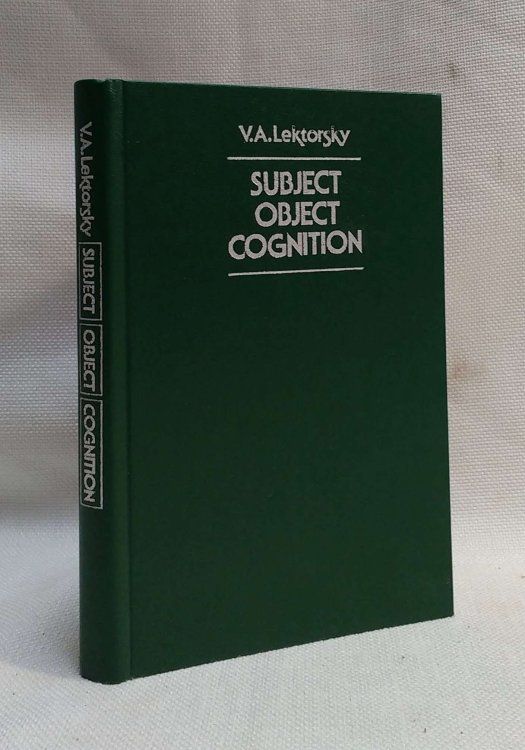 V.A. Lektorsky
SUBJECT
OBJECT
COGNITION
V.A. Lektorsky SUBJECT OBJECT COGNITION